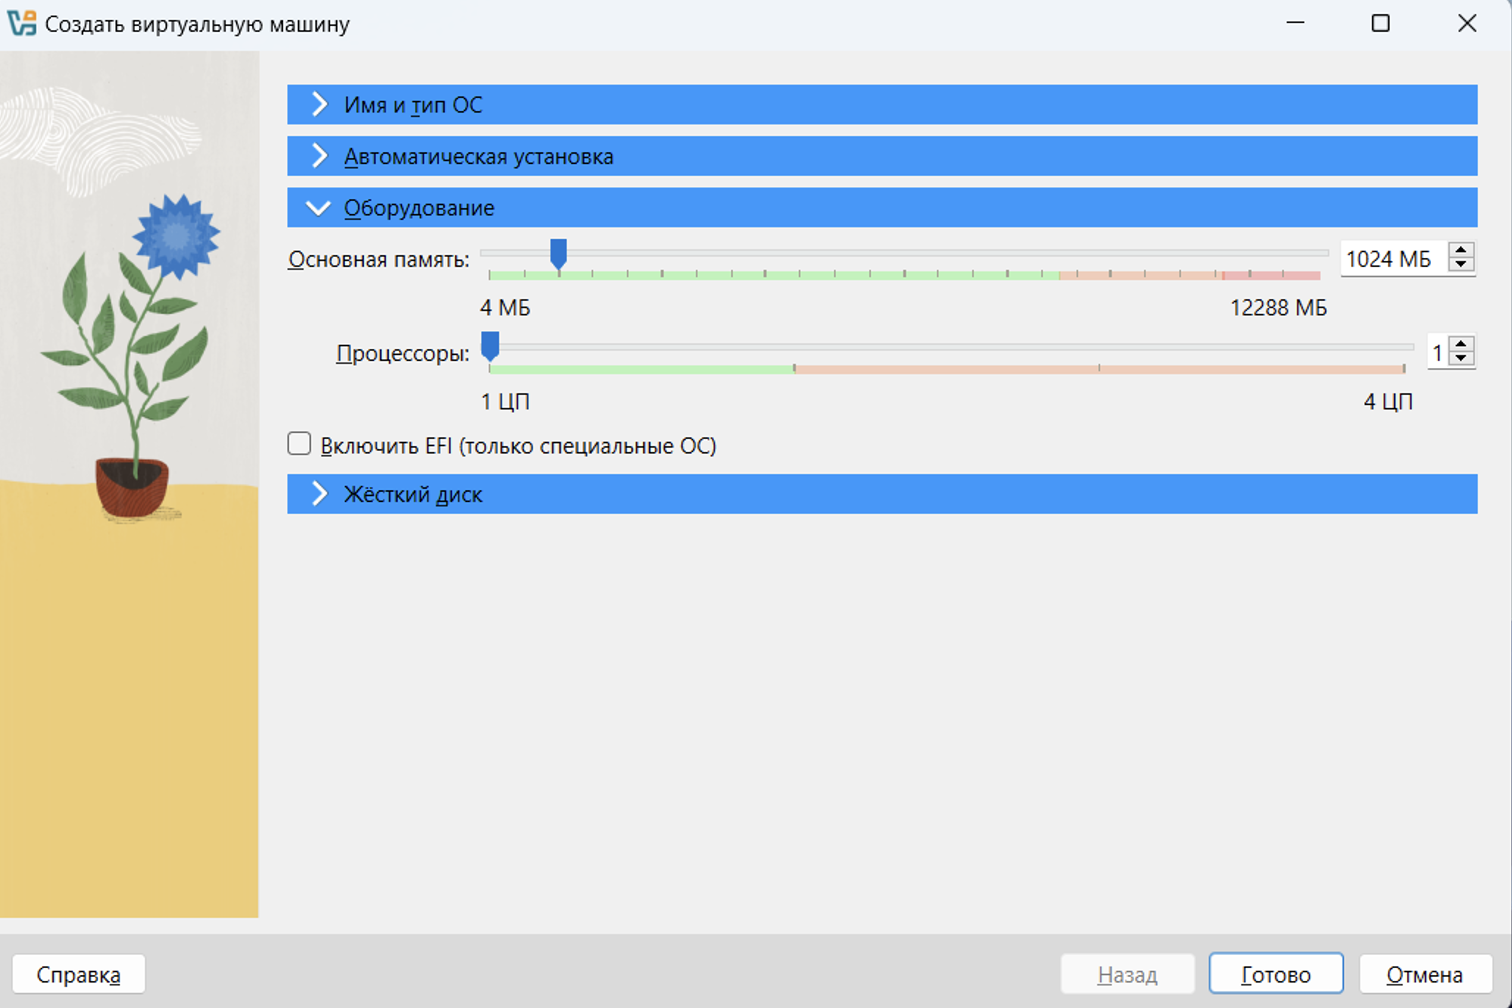 Создать виртуальную машину
Имя и тип ОС
Автоматическая установка
Оборудование
Основная память:
1024 МБ
4 МБ
12288 МБ
Процессоры:
1
1 ЦП
4 ЦП
Включить EFI (только специальные ОС)
Жёсткий диск
Справка
Назад
Готово
Отмена